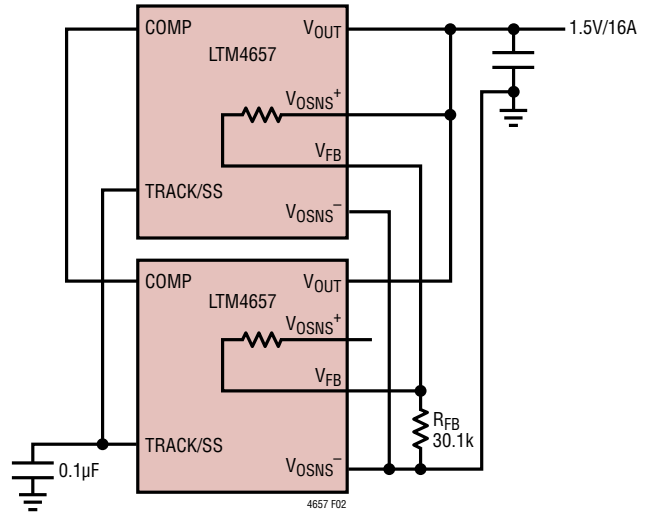 COMP
VOUT
1.5V/16A
LTM4657
VOSNS+
VFB
TRACK/SS
VOSNS–
COMP
VOUT
LTM4657
VOSNS+
VFB
RFB
30.1k
TRACK/SS
0.1µF
VOSNS–
4657 F02